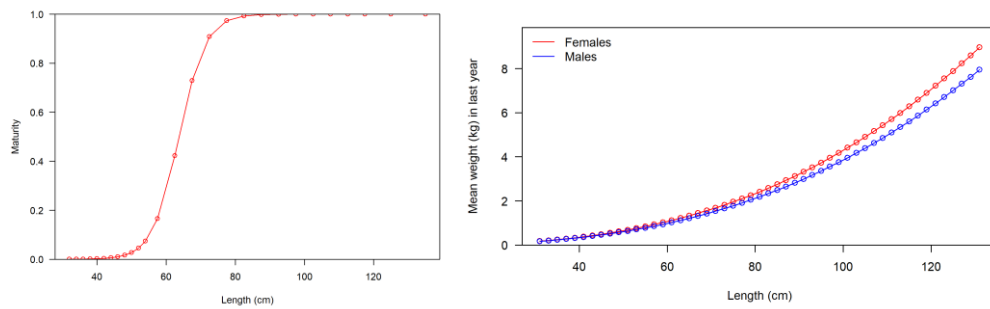 Maturity
1.0
0.8
0.6
0.4
0.2
0.0
40 60 80 100 120
Length (cm)
Mean weight (kg) in last year
Females
Males
8
6
4
2
0
40 60 80 100 120
Length (cm)